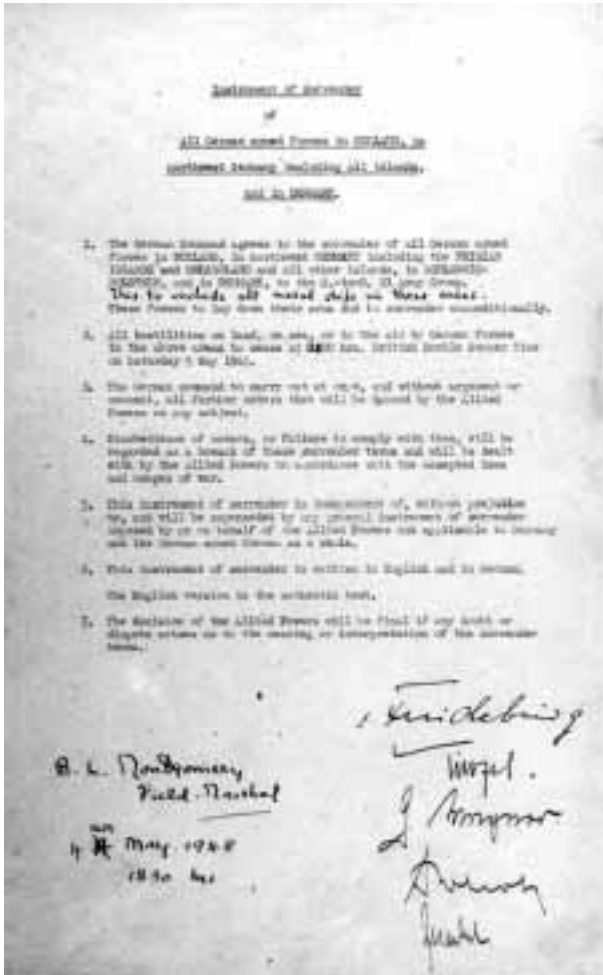 Instrument of Surrender
of
All German armed forces in HOLLAND, in
northwest Germany including all islands,
and in DENMARK.
1. The German Command agrees to the surrender of all German armed
forces in HOLLAND, in northwest GERMANY including the FRISIAN
ISLANDS and HELIGOLAND and all other islands, in SCHLESWIG-
HOLSTEIN, and in DENMARK, to the C.-in-C. 21 Army Group.
This to include all naval ships in these areas.
These forces to lay down their arms and to surrender unconditionally.
2. All hostilities on land, on sea, or in the air by German forces
in the above areas to cease at hrs. British Double Summer Time
on Saturday 5 May 1945.
3. The German command to carry out at once, and without argument or
comment, all further orders that will be issued by the Allied
Powers on any subject.
4. Disobedience of orders, or failure to comply with them, will be
regarded as a breach of these surrender terms and will be dealt
with by the Allied Powers in accordance with the accepted laws
and usages of war.
5. This instrument of surrender is independent of, without prejudice
to, and will be superseded by any general instrument of surrender
imposed by or on behalf of the Allied Powers and applicable to Germany
and the German armed forces as a whole.
6. This instrument of surrender is written in English and in German.
The English version is the authentic text.
7. The decision of the Allied Powers will be final if any doubt or
dispute arises as to the meaning or interpretation of the surrender
terms.
B. L. Montgomery
Field-Marshal
4 May 1945
1830 hrs